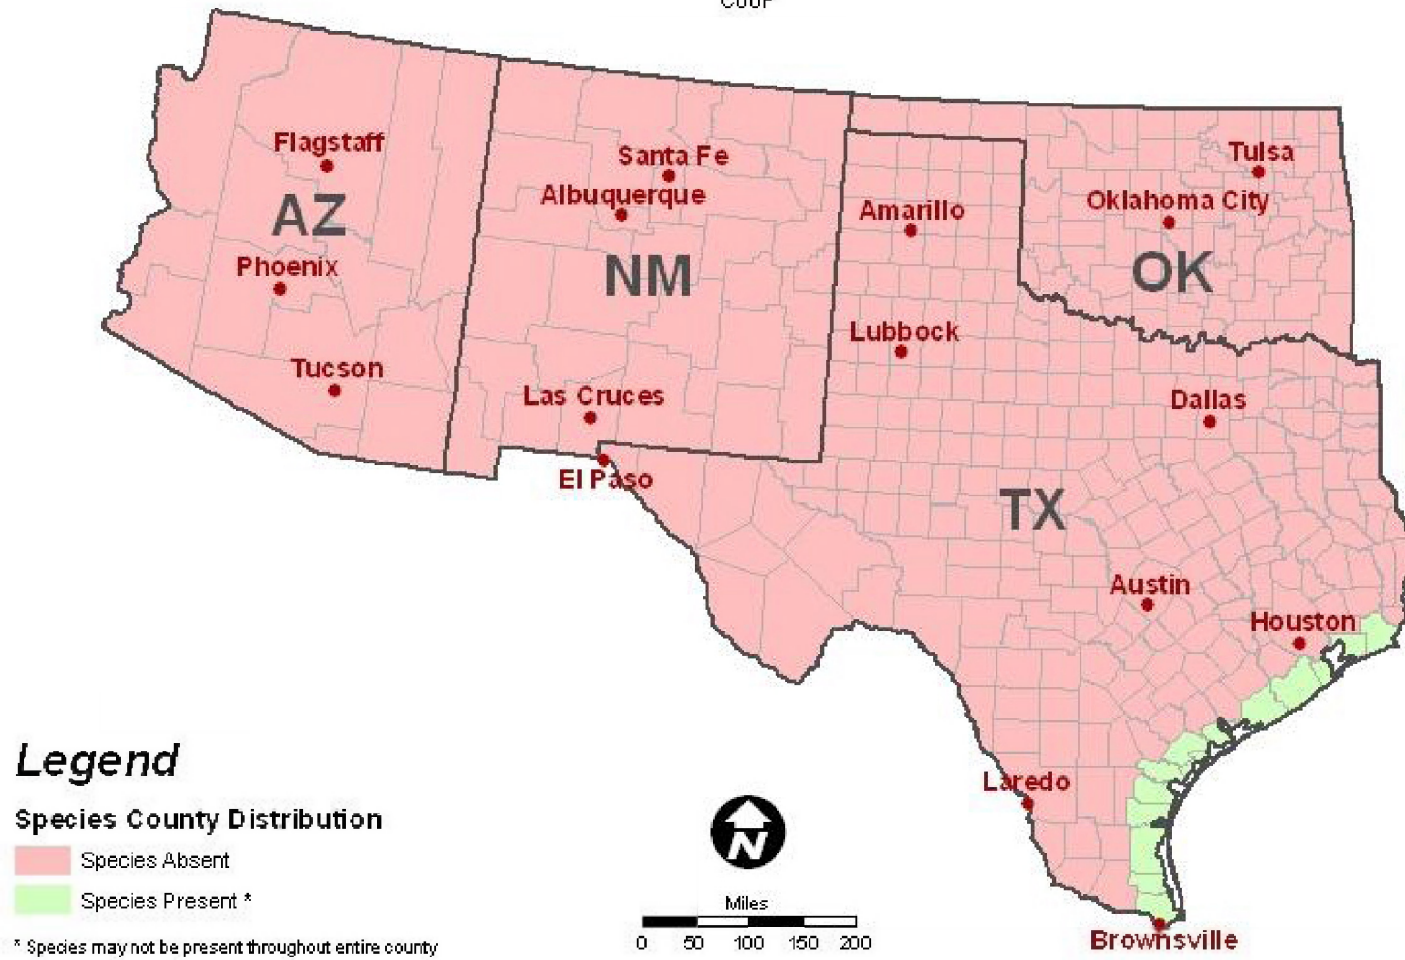 Flagstaff
Santa Fe
Tulsa
Albuquerque
Oklahoma City
AZ
Amarillo
Phoenix
NM
OK
Lubbock
Tucson
Las Cruces
Dallas
El Paso
TX
Austin
Houston
Legend
Laredo
Species County Distribution
Species Absent
Species Present *
N
Miles
0 50 100 150 200
* Species may not be present throughout entire county
Brownsville